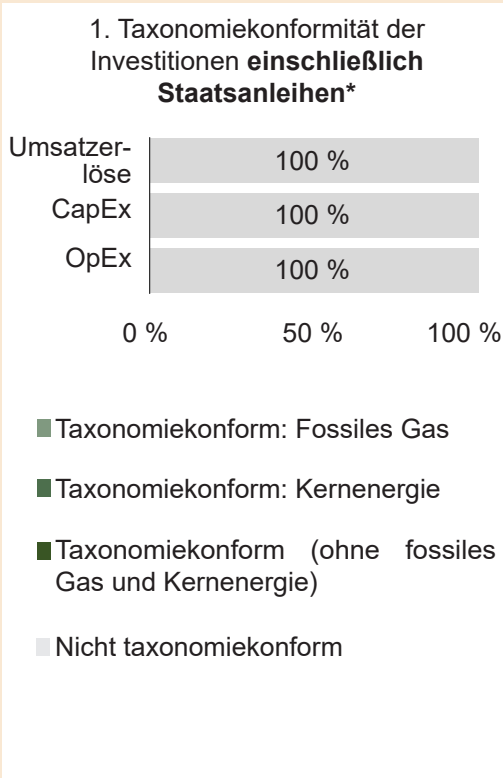 1. Taxonomiekonformität der
Investitionen einschließlich
Staatsanleihen*
Umsatzer-
löse
100 %
CapEx
100 %
OpEx
100 %
0 % 50 % 100 %
Taxonomiekonform: Fossiles Gas
Taxonomiekonform: Kernenergie
Taxonomiekonform (ohne fossiles
Gas und Kernenergie)
Nicht taxonomiekonform